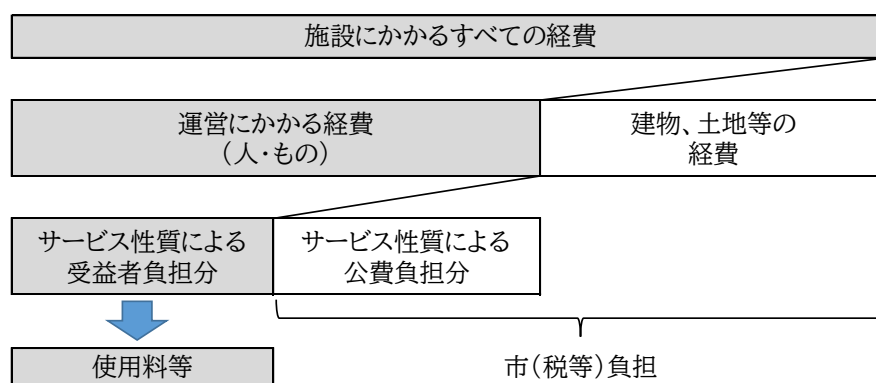 施設にかかるすべての経費
運営にかかる経費
(人・もの)
建物、土地等の
経費
サービス性質による
受益者負担分
サービス性質による
公費負担分
使用料等
市(税等)負担